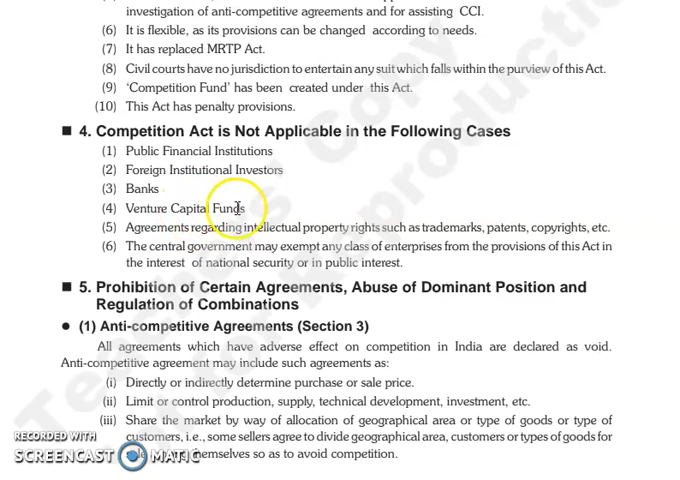 investigation of anti-competitive agreements and for assisting CCI.
(6) It is flexible, as its provisions can be changed according to needs.
(7) It has replaced MRTP Act.
(8) Civil courts have no jurisdiction to entertain any suit which falls within the purview of this Act.
(9) ‘Competition Fund’ has been created under this Act.
(10) This Act has penalty provisions.
■ 4. Competition Act is Not Applicable in the Following Cases
(1) Public Financial Institutions
(2) Foreign Institutional Investors
(3) Banks
(4) Venture Capital Funds
(5) Agreements regarding intellectual property rights such as trademarks, patents, copyrights, etc.
(6) The central government may exempt any class of enterprises from the provisions of this Act in
the interest of national security or in public interest.
■ 5. Prohibition of Certain Agreements, Abuse of Dominant Position and
Regulation of Combinations
● (1) Anti-competitive Agreements (Section 3)
All agreements which have adverse effect on competition in India are declared as void.
Anti-competitive agreement may include such agreements as:
(i) Directly or indirectly determine purchase or sale price.
(ii) Limit or control production, supply, technical development, investment, etc.
(iii) Share the market by way of allocation of geographical area or type of goods or type of
customers, i.e., some sellers agree to divide geographical area, customers or types of goods for
themselves so as to avoid competition.
RECORDED WITH
SCREENCAST MATIC
Teachers Copy
Not for Reproduction